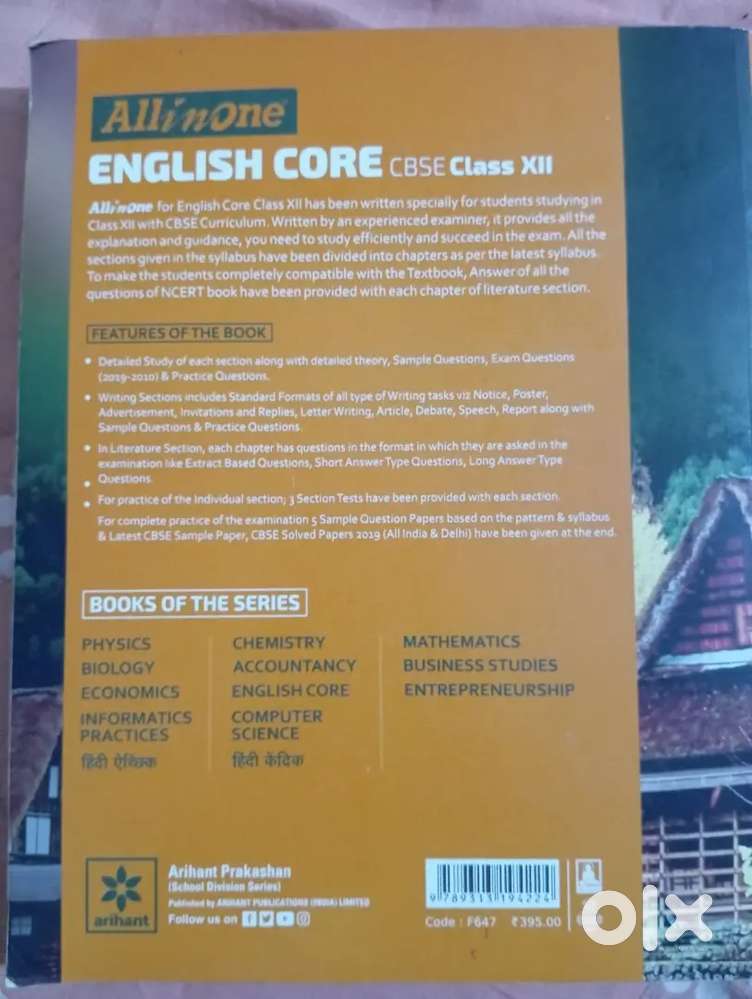 All in One
ENGLISH CORE CBSE Class XII
All in One for English Core Class XII has been written specially for students studying in
Class XII with CBSE Curriculum. Written by an experienced examiner, it provides all the
explanation and guidance, you need to study efficiently and succeed in the exam. All the
sections given in the syllabus have been divided into chapters as per the latest syllabus.
To make the students completely compatible with the Textbook, Answer of all the
questions of NCERT book have been provided with each chapter of literature section.
FEATURES OF THE BOOK
• Detailed Study of each section along with detailed theory, Sample Questions, Exam Questions
(2019-2010) & Practice Questions.
• Writing Sections includes Standard Formats of all type of Writing tasks viz Notice, Poster,
Advertisement, Invitations and Replies, Letter Writing, Article, Debate, Speech, Report along with
Sample Questions & Practice Questions.
• In Literature Section, each chapter has questions in the format in which they are asked in the
examination like Extract Based Questions, Short Answer Type Questions, Long Answer Type
• Questions.
• For practice of the Individual section; 3 Section Tests have been provided with each section.
For complete practice of the examination 5 Sample Question Papers based on the pattern & syllabus
& Latest CBSE Sample Paper, CBSE Solved Papers 2019 (All India & Delhi) have been given at the end.
BOOKS OF THE SERIES
PHYSICS CHEMISTRY MATHEMATICS
BIOLOGY ACCOUNTANCY BUSINESS STUDIES
ECONOMICS ENGLISH CORE ENTREPRENEURSHIP
INFORMATICS COMPUTER
PRACTICES SCIENCE
हिंदी ऐच्छिक हिंदी केंद्रिक
arihant
Arihant Prakashan
(School Division Series)
Published by ARIHANT PUBLICATIONS (INDIA) LIMITED
Follow us on
9 789313 194224
Code : F647 ₹395.00
olx